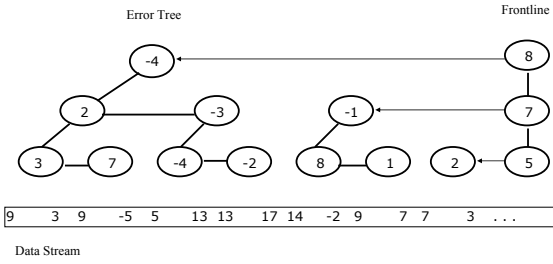 Error Tree Frontline
-4 8
2 -3 -1 7
3 7 -4 -2 8 1 2 5
9 3 9 -5 5 13 13 17 14 -2 9 7 7 3 ...
Data Stream